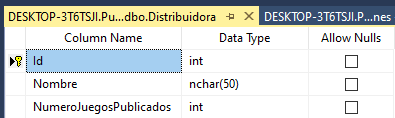 DESKTOP-3T6TSJI.Pu...dbo.Distribuidora DESKTOP-3T6TSJI.P...nes
Column Name Data Type Allow Nulls
Id int
Nombre nchar(50)
NumeroJuegosPublicados int